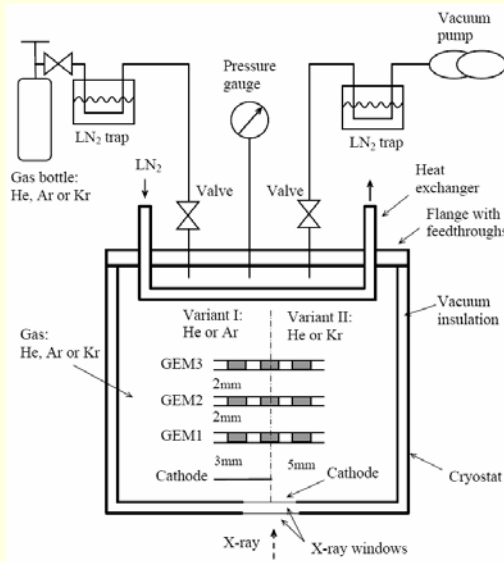 Vacuum
pump
Pressure
gauge
LN2 trap
LN2 trap
Gas bottle:
He, Ar or Kr
LN2
Valve
Valve
Heat
exchanger
Flange with
feedthroughs
Variant I:
He or Ar
Variant II:
He or Kr
Vacuum
insulation
Gas:
He, Ar or Kr
GEM3
2mm
GEM2
2mm
GEM1
3mm
5mm
Cathode
Cathode
Cryostat
X-ray
X-ray windows